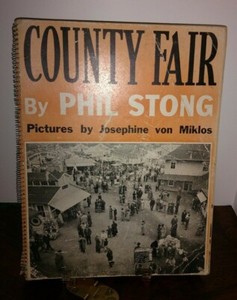 COUNTY FAIR
By PHIL STONG
Pictures by Josephine von Miklos